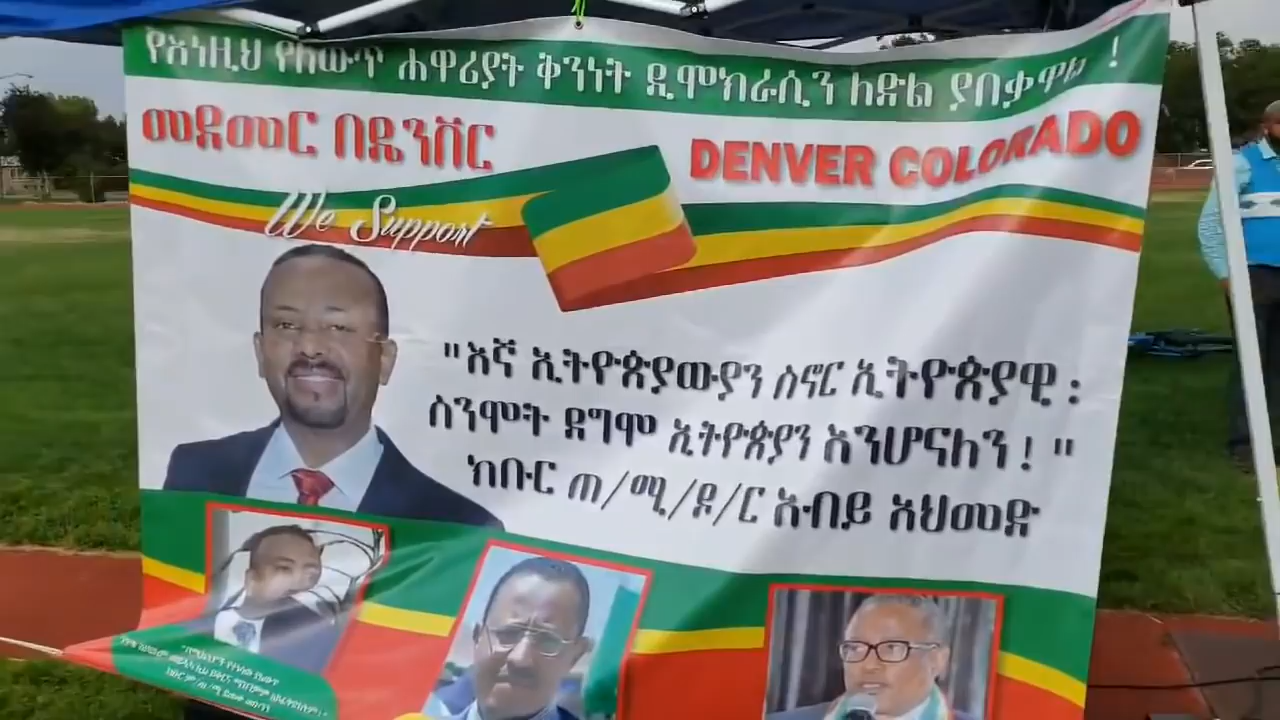 የእነዚህ የለውጥ ሐዋሪያት ቅንነት ዲሞክራሲን ለድል ያበቃዋል !
መደመር በዴንቨር
DENVER COLORADO
We Support
"እኛ ኢትዮጵያውያን ስኖር ኢትዮጵያዊ :
ስንሞት ደግሞ ኢትዮጵያን እንሆናለን ! "
ክቡር ጠ/ሚ/ዶ/ር አብይ አህመድ